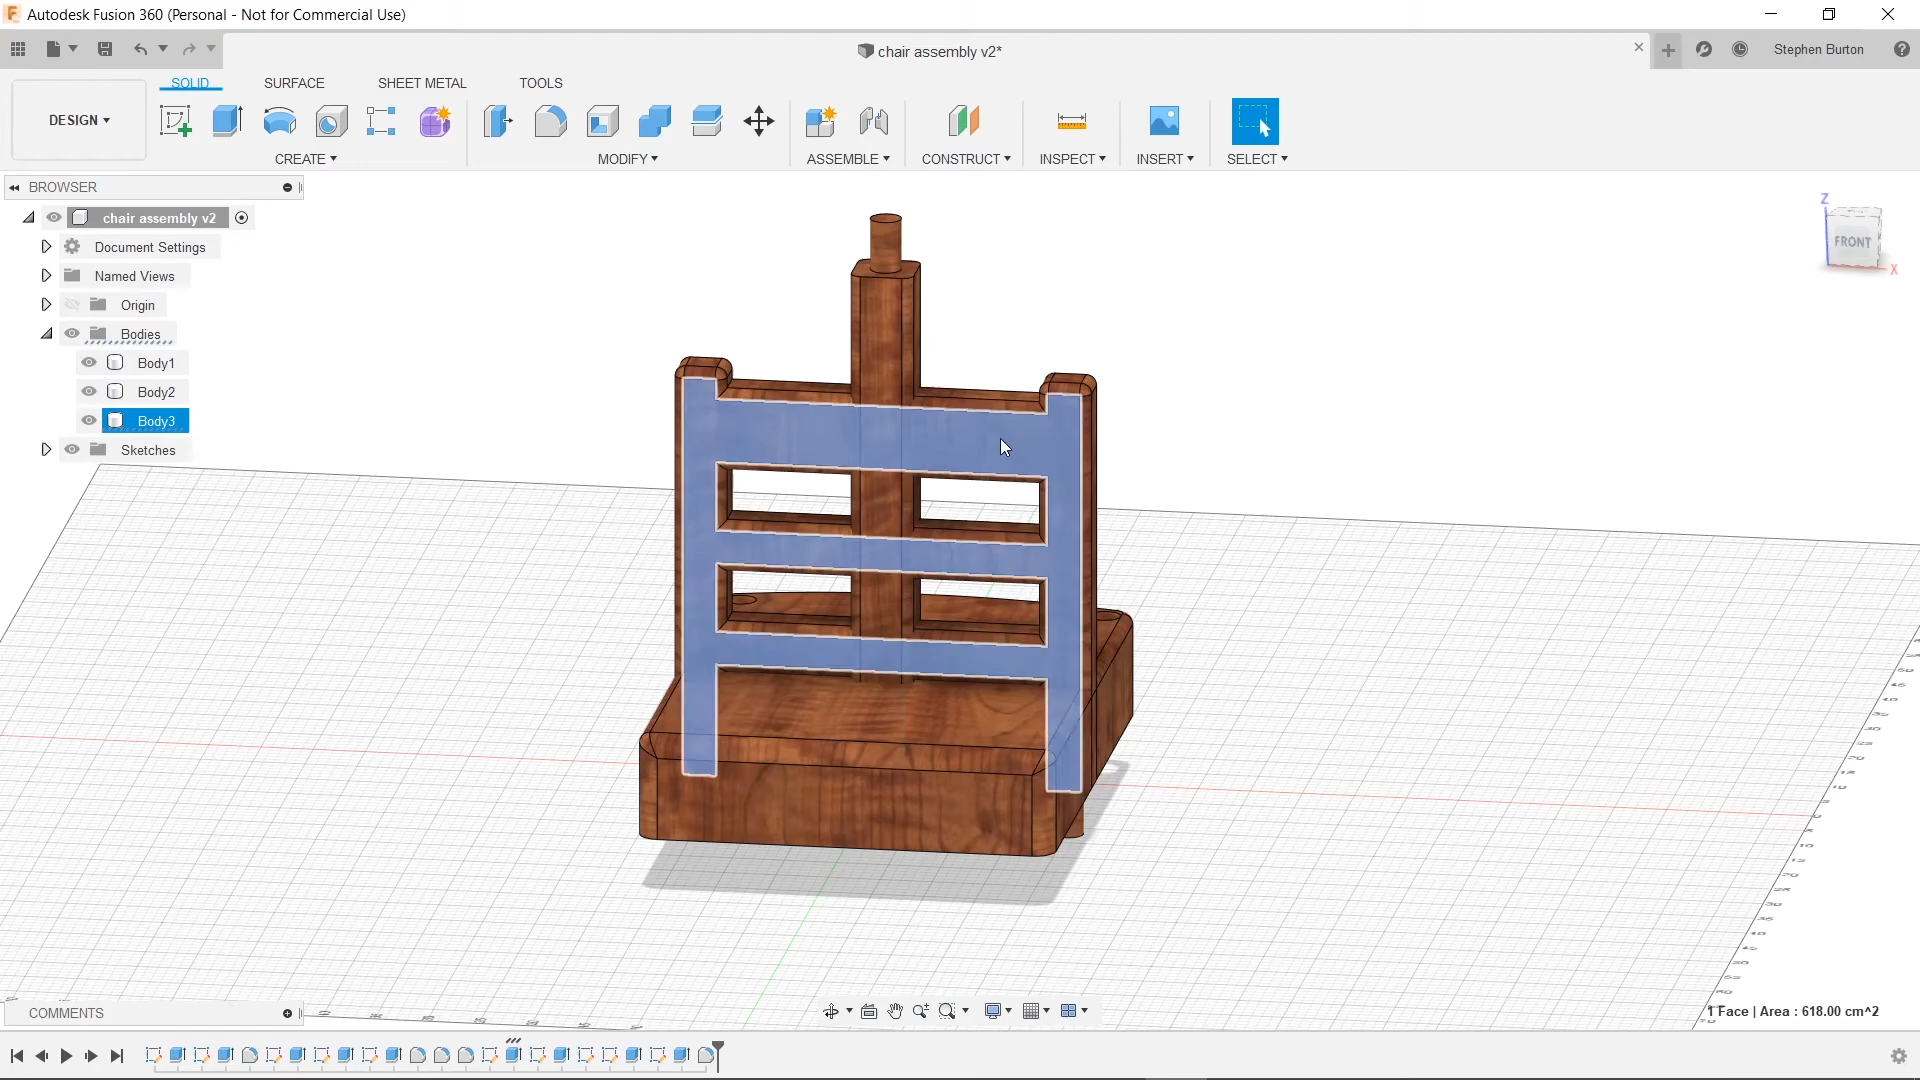 Autodesk Fusion 360 (Personal - Not for Commercial Use)
chair assembly v2*
Stephen Burton
DESIGN
SOLID
SURFACE
SHEET METAL
TOOLS
CREATE
MODIFY
ASSEMBLE
CONSTRUCT
INSPECT
INSERT
SELECT
BROWSER
chair assembly v2
Document Settings
Named Views
Origin
Bodies
Body1
Body2
Body3
Sketches
Z
FRONT
X
COMMENTS
1 Face | Area : 618.00 cm^2